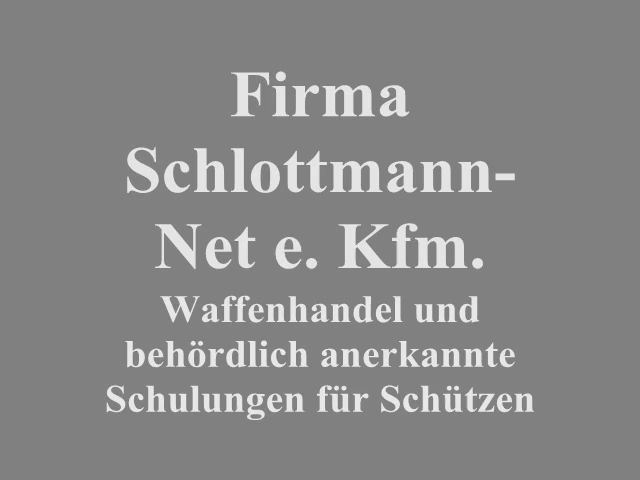 Firma
Schlottmann-
Net e. Kfm.
Waffenhandel und
behördlich anerkannte
Schulungen für Schützen